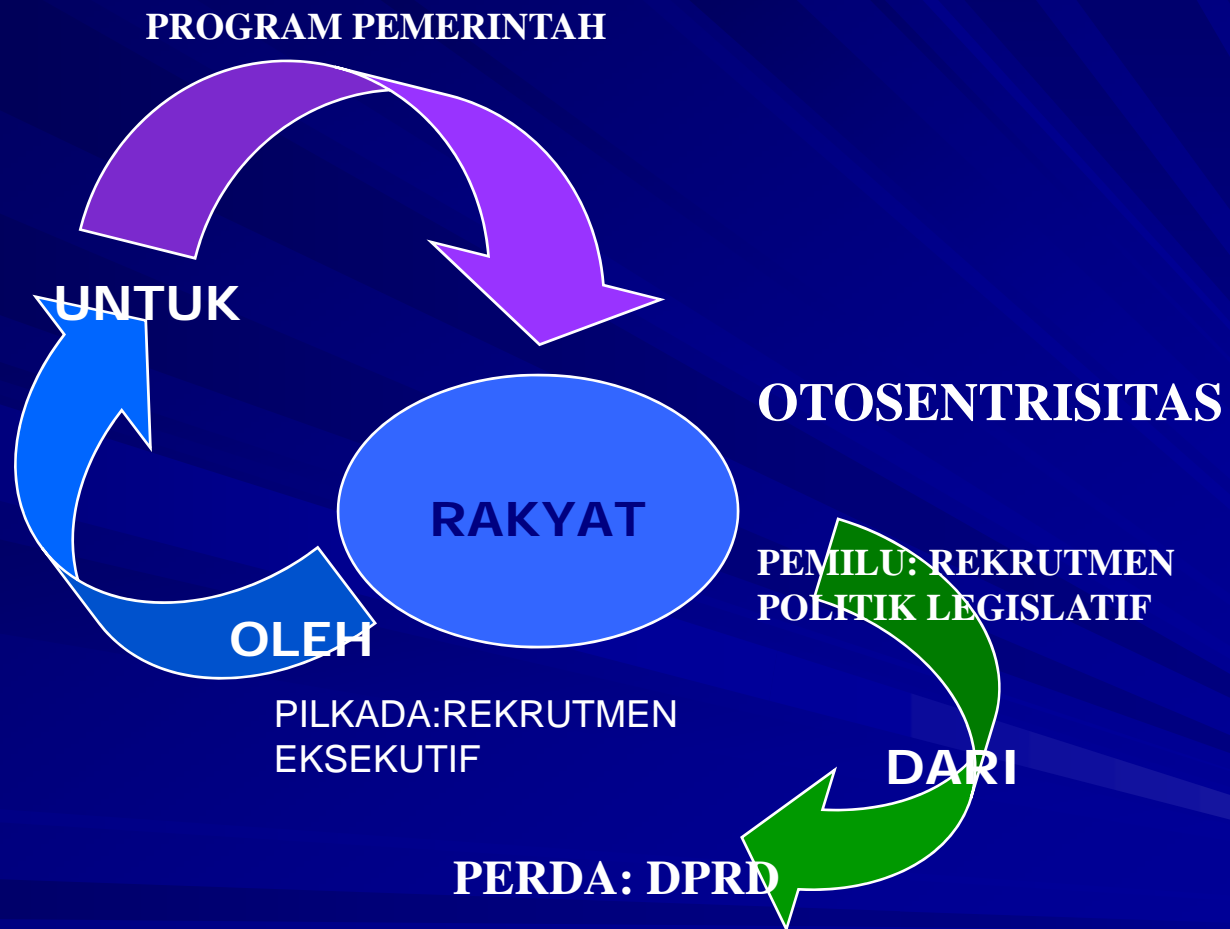 PROGRAM PEMERINTAH
UNTUK
OTOSENTRISITAS
RAKYAT
PEMILU: REKRUTMEN
POLITIK LEGISLATIF
OLEH
PILKADA:REKRUTMEN
EKSEKUTIF
DARI
PERDA: DPRD